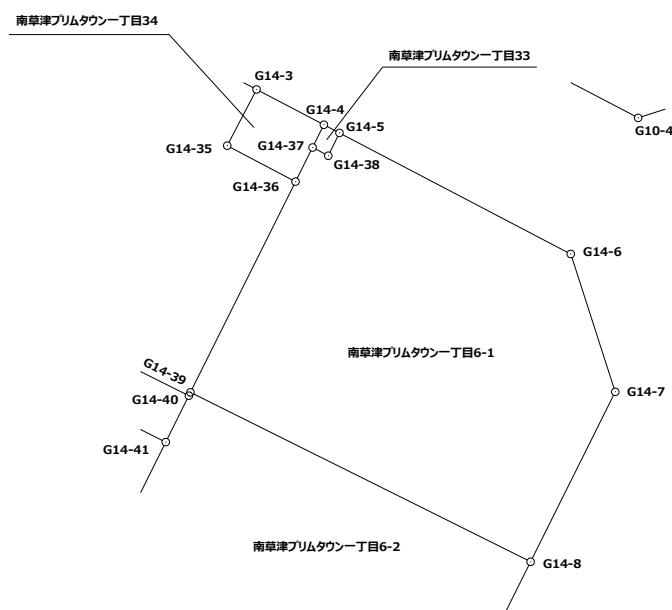 南草津プリムタウン一丁目34
南草津プリムタウン一丁目33
G14-3
G14-4
G14-5
G10-4
G14-35
G14-37
G14-38
G14-36
G14-6
南草津プリムタウン一丁目6-1
G14-39
G14-40
G14-7
G14-41
南草津プリムタウン一丁目6-2
G14-8